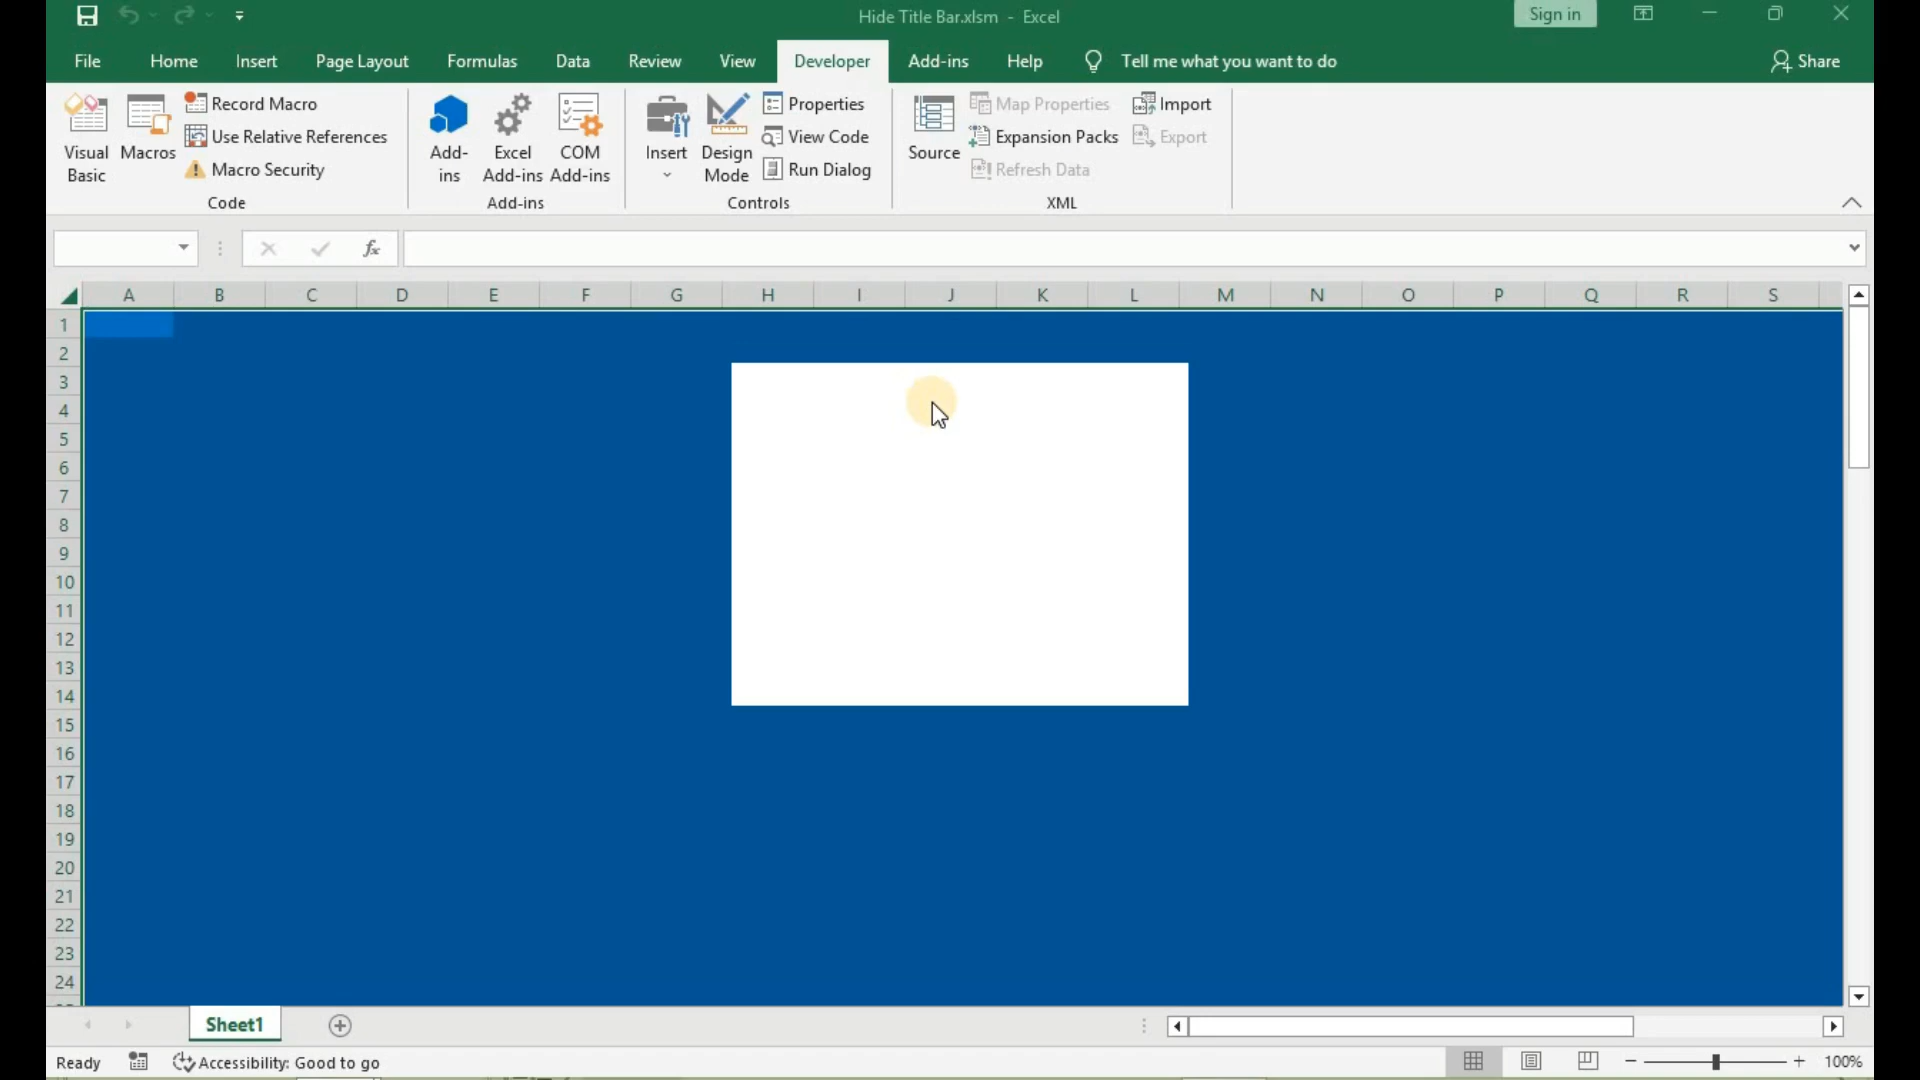 Hide Title Bar.xlsm - Excel
Sign in
File Home Insert Page Layout Formulas Data Review View Developer Add-ins Help Tell me what you want to do Share
Visual Basic
Macros
Record Macro
Use Relative References
Macro Security
Code
Add-ins
Excel Add-ins
COM Add-ins
Add-ins
Insert
Design Mode
Properties
View Code
Run Dialog
Controls
Source
Map Properties
Expansion Packs
Refresh Data
Import
Export
XML
fx
A B C D E F G H I J K L M N O P Q R S
1
2
3
4
5
6
7
8
9
10
11
12
13
14
15
16
17
18
19
20
21
22
23
24
Sheet1
Ready Accessibility: Good to go 100%